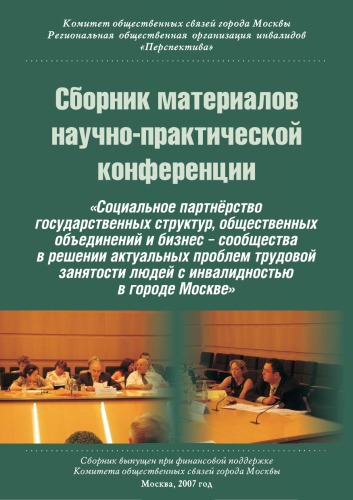 Комитет общественных связей города Москвы
Региональная общественная организация инвалидов
«Перспектива»
Сборник материалов
научно-практической
конференции
«Социальное партнёрство
государственных структур, общественных
объединений и бизнес – сообщества
в решении актуальных проблем трудовой
занятости людей с инвалидностью
в городе Москве»
Сборник выпущен при финансовой поддержке
Комитета общественных связей города Москвы
Москва, 2007 год